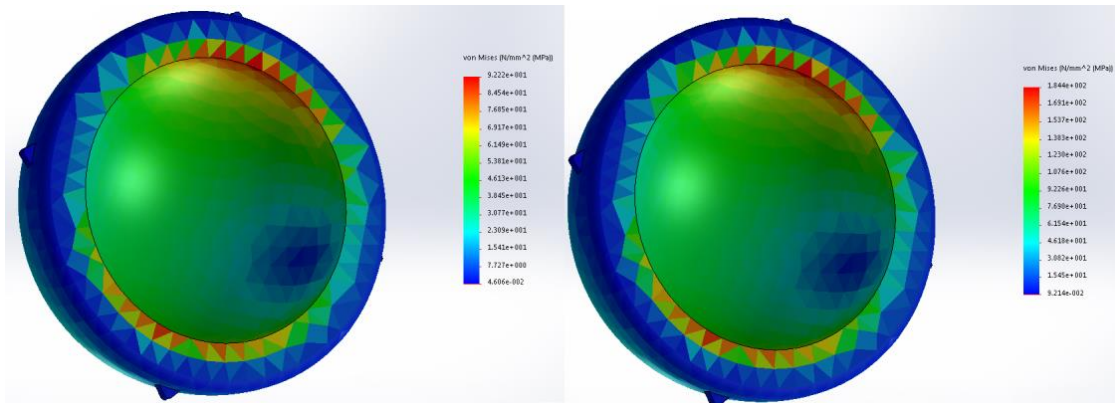 von Mises (N/mm^2 (MPa))
9.222e+001
8.454e+001
7.685e+001
6.917e+001
6.149e+001
5.381e+001
4.613e+001
3.845e+001
3.077e+001
2.309e+001
1.541e+001
7.727e+000
4.606e-002
von Mises (N/mm^2 (MPa))
1.844e+002
1.691e+002
1.537e+002
1.383e+002
1.230e+002
1.076e+002
9.226e+001
7.690e+001
6.154e+001
4.618e+001
3.082e+001
1.545e+001
9.214e-002